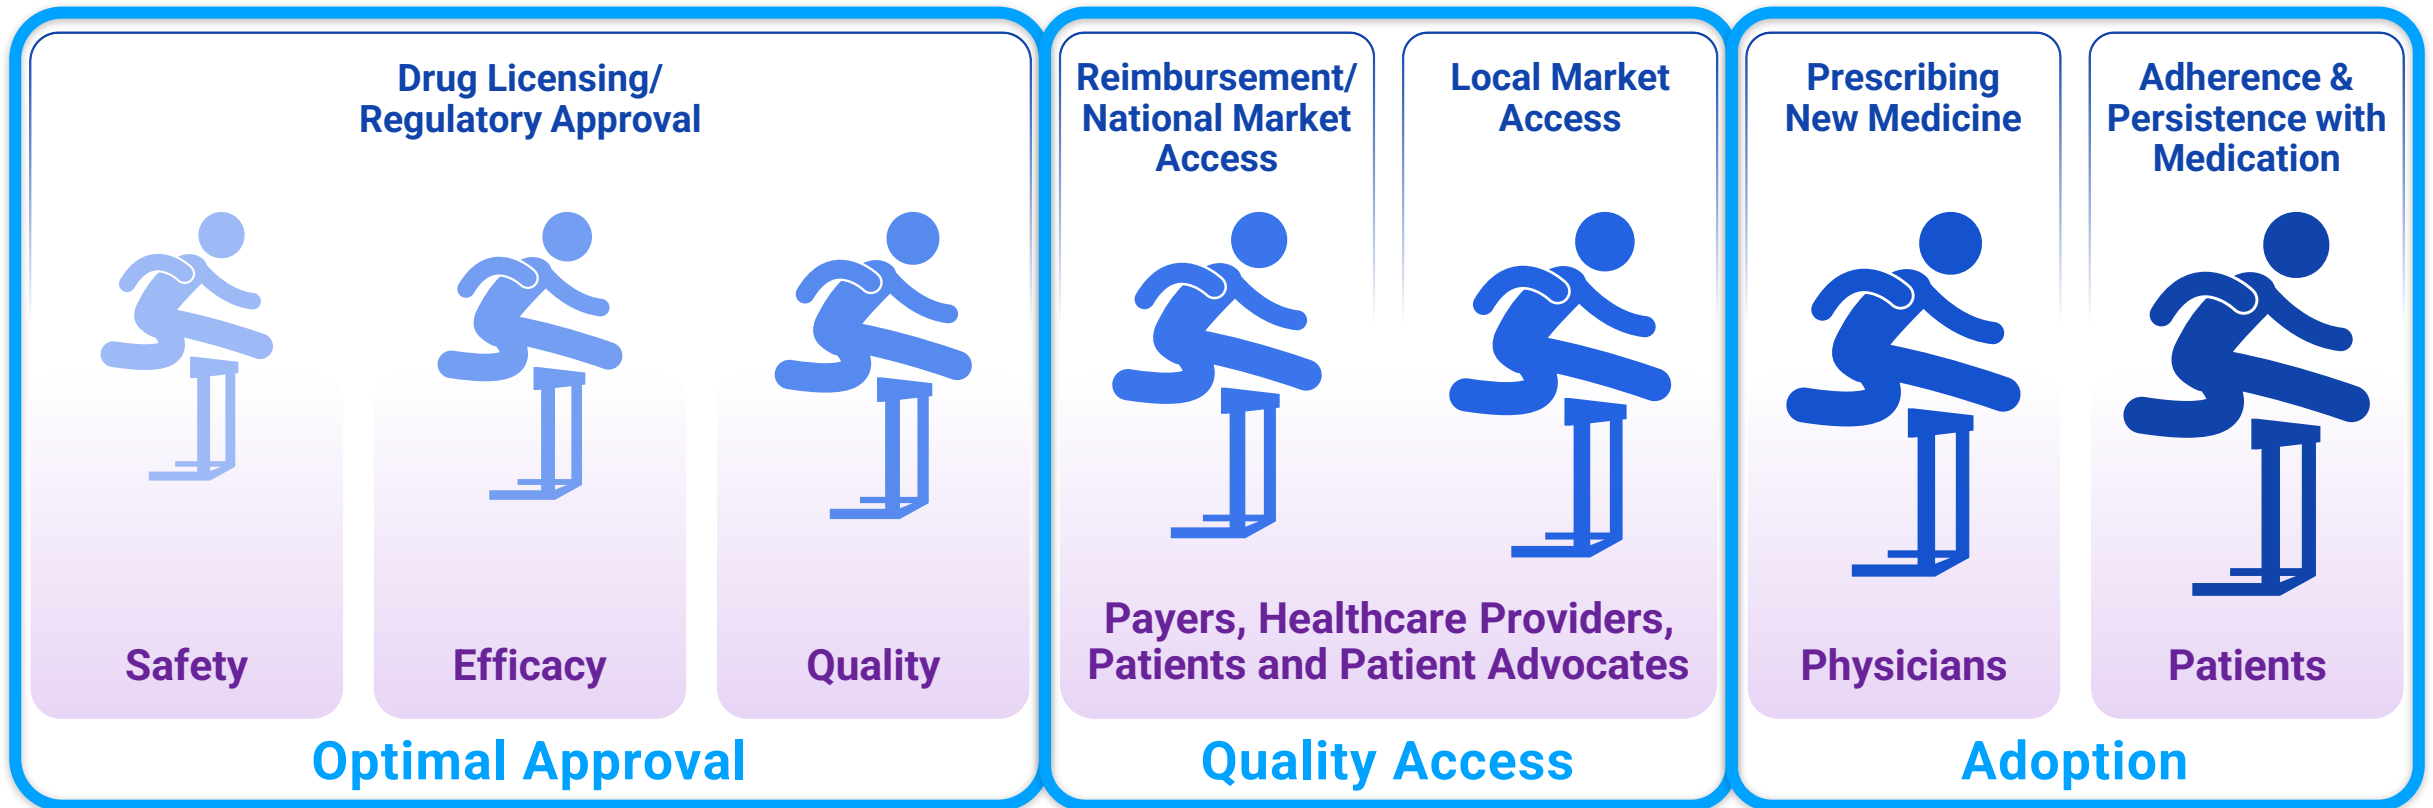 Drug Licensing/
Regulatory Approval
Safety
Efficacy
Quality
Optimal Approval
Reimbursement/
National Market
Access
Local Market
Access
Payers, Healthcare Providers,
Patients and Patient Advocates
Quality Access
Prescribing
New Medicine
Physicians
Adherence &
Persistence with
Medication
Patients
Adoption